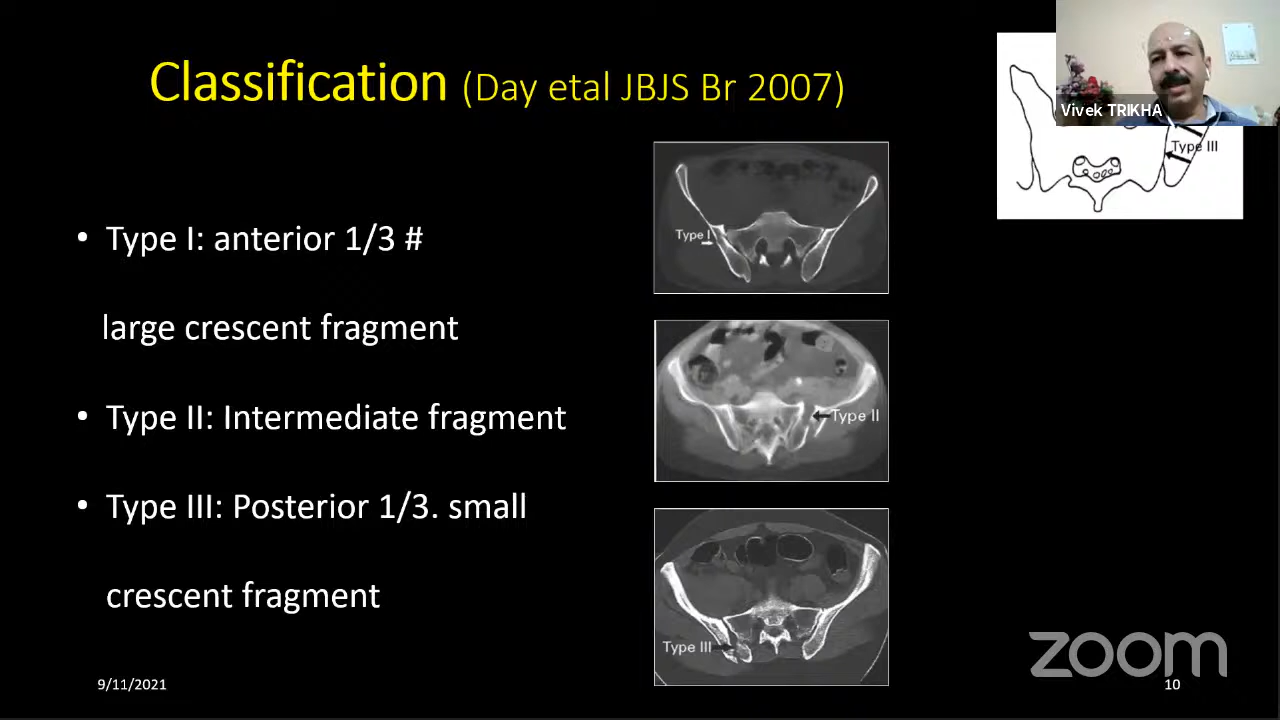 Classification (Day etal JBJS Br 2007)
Vivek TRIKHA
Type III
• Type I: anterior 1/3 #
large crescent fragment
• Type II: Intermediate fragment
• Type III: Posterior 1/3. small
crescent fragment
Type I
Type II
Type III
zoom
9/11/2021
10